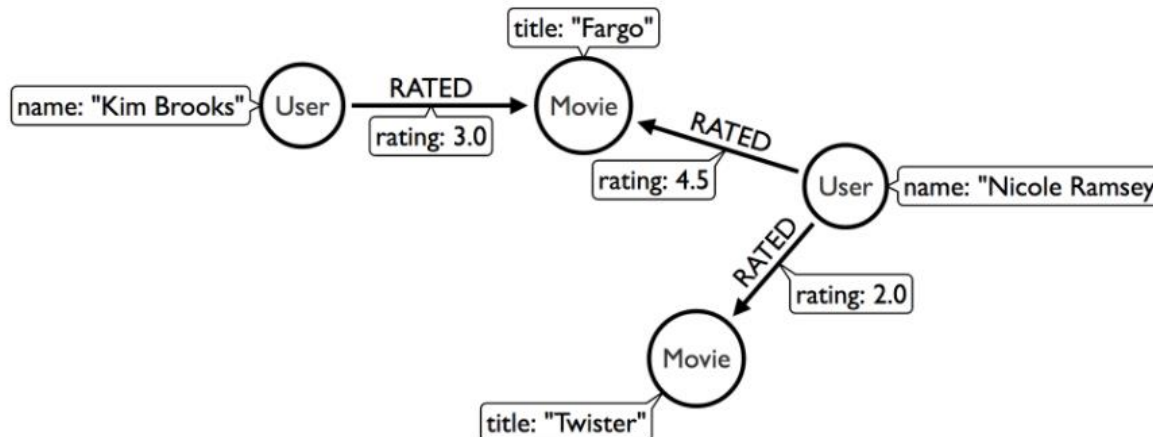 title: "Fargo"
name: "Kim Brooks"
User
RATED
rating: 3.0
Movie
RATED
rating: 4.5
User
name: "Nicole Ramsey
RATED
rating: 2.0
Movie
title: "Twister"